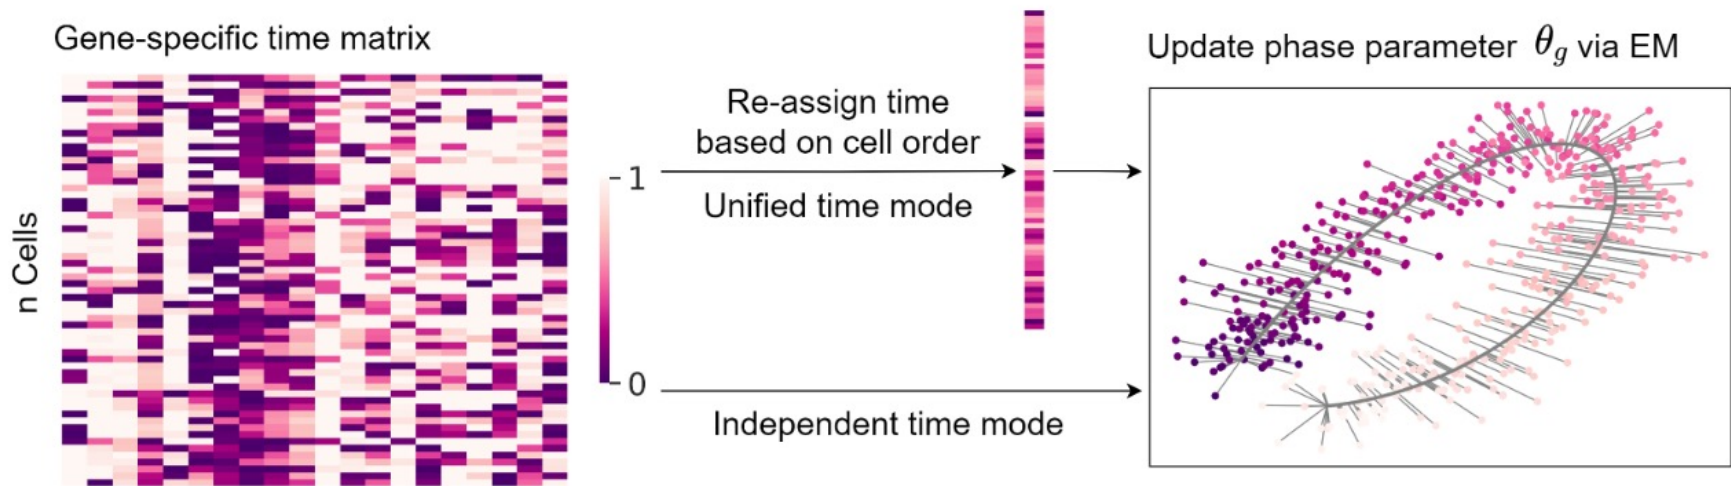 Gene-specific time matrix
n Cells
1
0
Re-assign time
based on cell order
Unified time mode
Independent time mode
Update phase parameter θg via EM